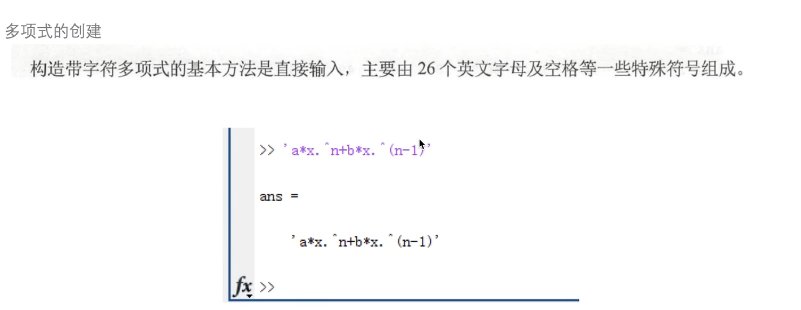 多项式的创建
构造带字符多项式的基本方法是直接输入，主要由 26 个英文字母及空格等一些特殊符号组成。
>> 'a*x.^n+b*x.^(n-1)'
ans =
'a*x.^n+b*x.^(n-1)'
fx >>